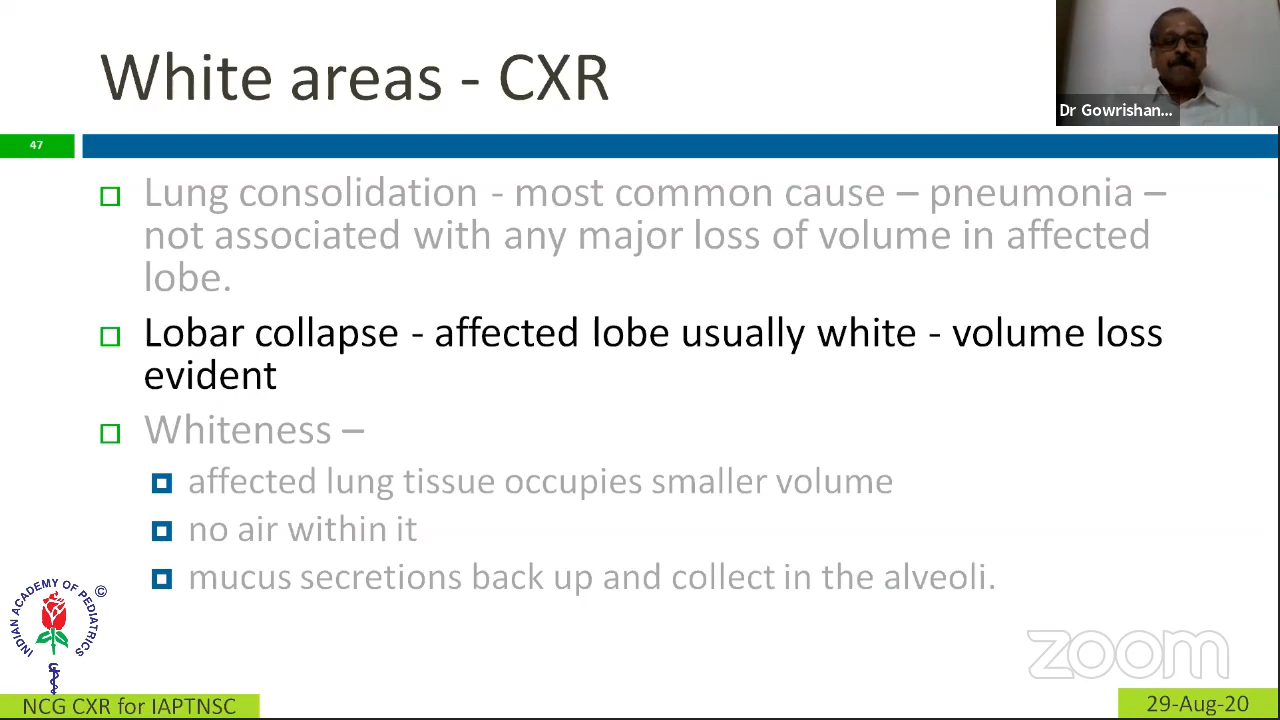 White areas - CXR
Dr Gowrishan...
47
Lung consolidation - most common cause – pneumonia –
not associated with any major loss of volume in affected
lobe.
Lobar collapse - affected lobe usually white - volume loss
evident
Whiteness –
affected lung tissue occupies smaller volume
no air within it
mucus secretions back up and collect in the alveoli.
INDIAN ACADEMY OF PEDIATRICS ©
zoom
NCG CXR for IAPTNSC
29-Aug-20